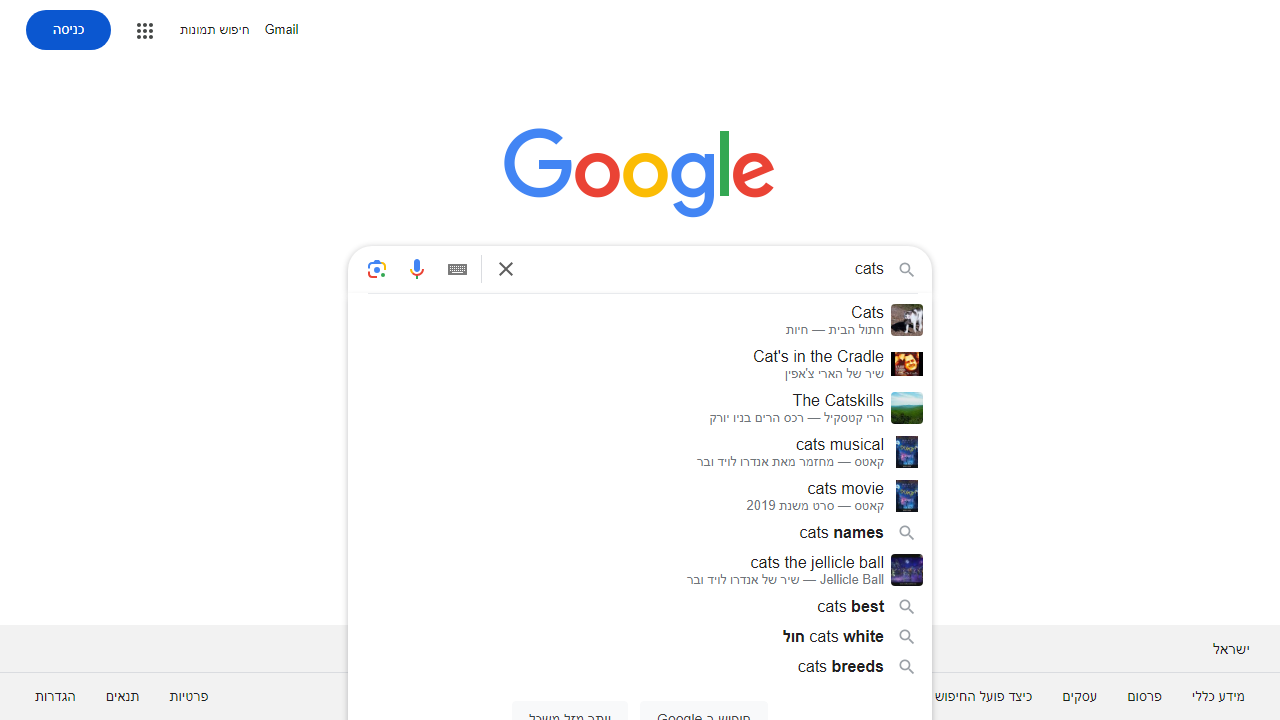 כניסה
חיפוש תמונות
Gmail
Google
cats
Cats
חתול הבית — חיות
Cat's in the Cradle
שיר של הארי צ'אפין
The Catskills
הרי קטסקיל — רכס הרים בניו יורק
cats musical
קאטס — מחזמר מאת אנדרו לויד ובר
cats movie
קאטס — סרט משנת 2019
cats names
cats the jellicle ball
Jellicle Ball — שיר של אנדרו לויד ובר
cats best
חול cats white
cats breeds
חיפוש ב-Google
יותר מזל משכל
ישראל
מידע כללי
פרסום
עסקים
כיצד פועל החיפוש
פרטיות
תנאים
הגדרות